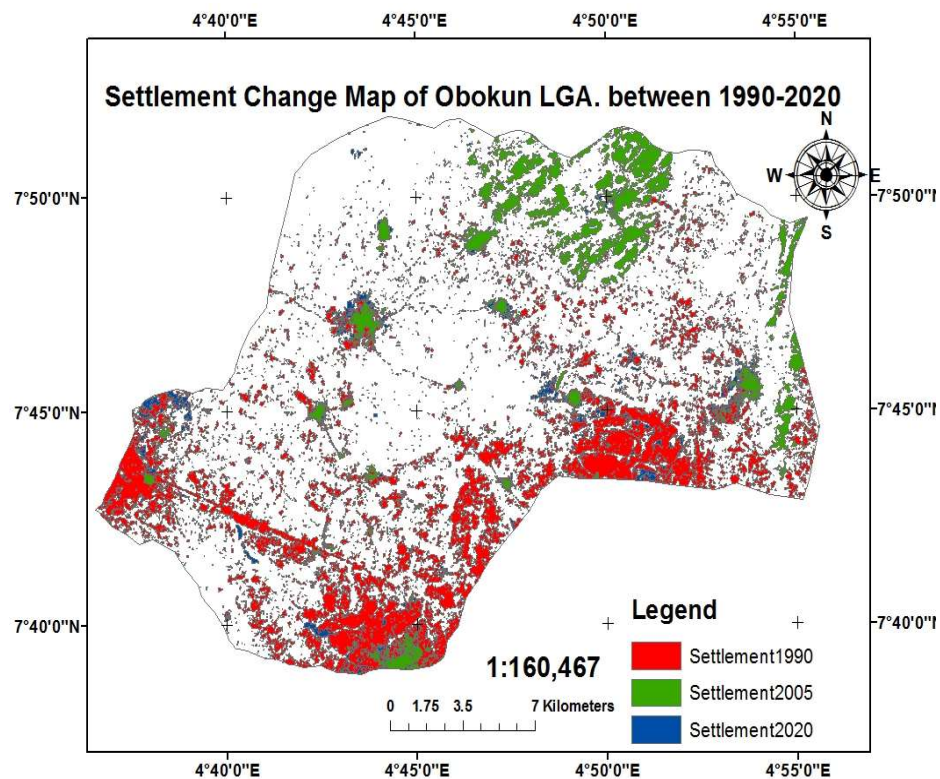 4°40'0"E 4°45'0"E 4°50'0"E 4°55'0"E
Settlement Change Map of Obokun LGA. between 1990-2020
N
7°50'0"N W E 7°50'0"N
S
7°45'0"N 7°45'0"N
7°40'0"N 7°40'0"N
Legend
1:160,467
Settlement1990
0 1.75 3.5 7 Kilometers
Settlement2005
Settlement2020
4°40'0"E 4°45'0"E 4°50'0"E 4°55'0"E